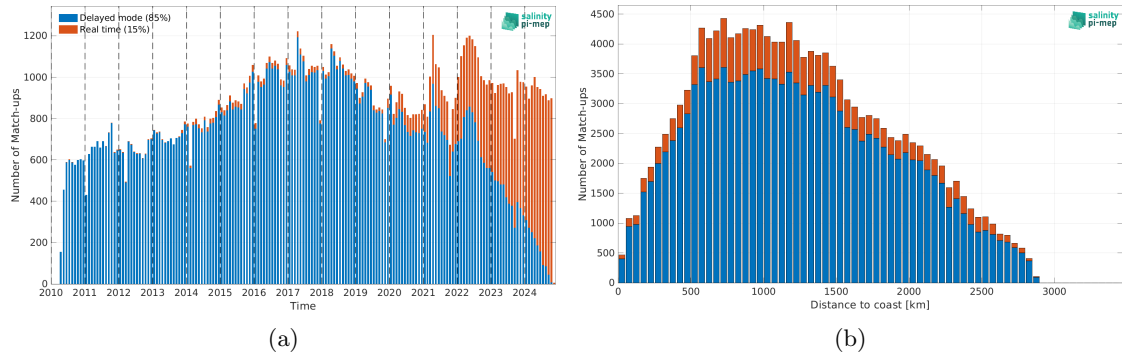 Delayed mode (85%)
Real time (15%)
salinity
pi-mep
Number of Match-ups
1200
1000
800
600
400
200
0
2010 2011 2012 2013 2014 2015 2016 2017 2018 2019 2020 2021 2022 2023 2024
Time
(a)
salinity
pi-mep
Number of Match-ups
4500
4000
3500
3000
2500
2000
1500
1000
500
0
0 500 1000 1500 2000 2500 3000
Distance to coast [km]
(b)